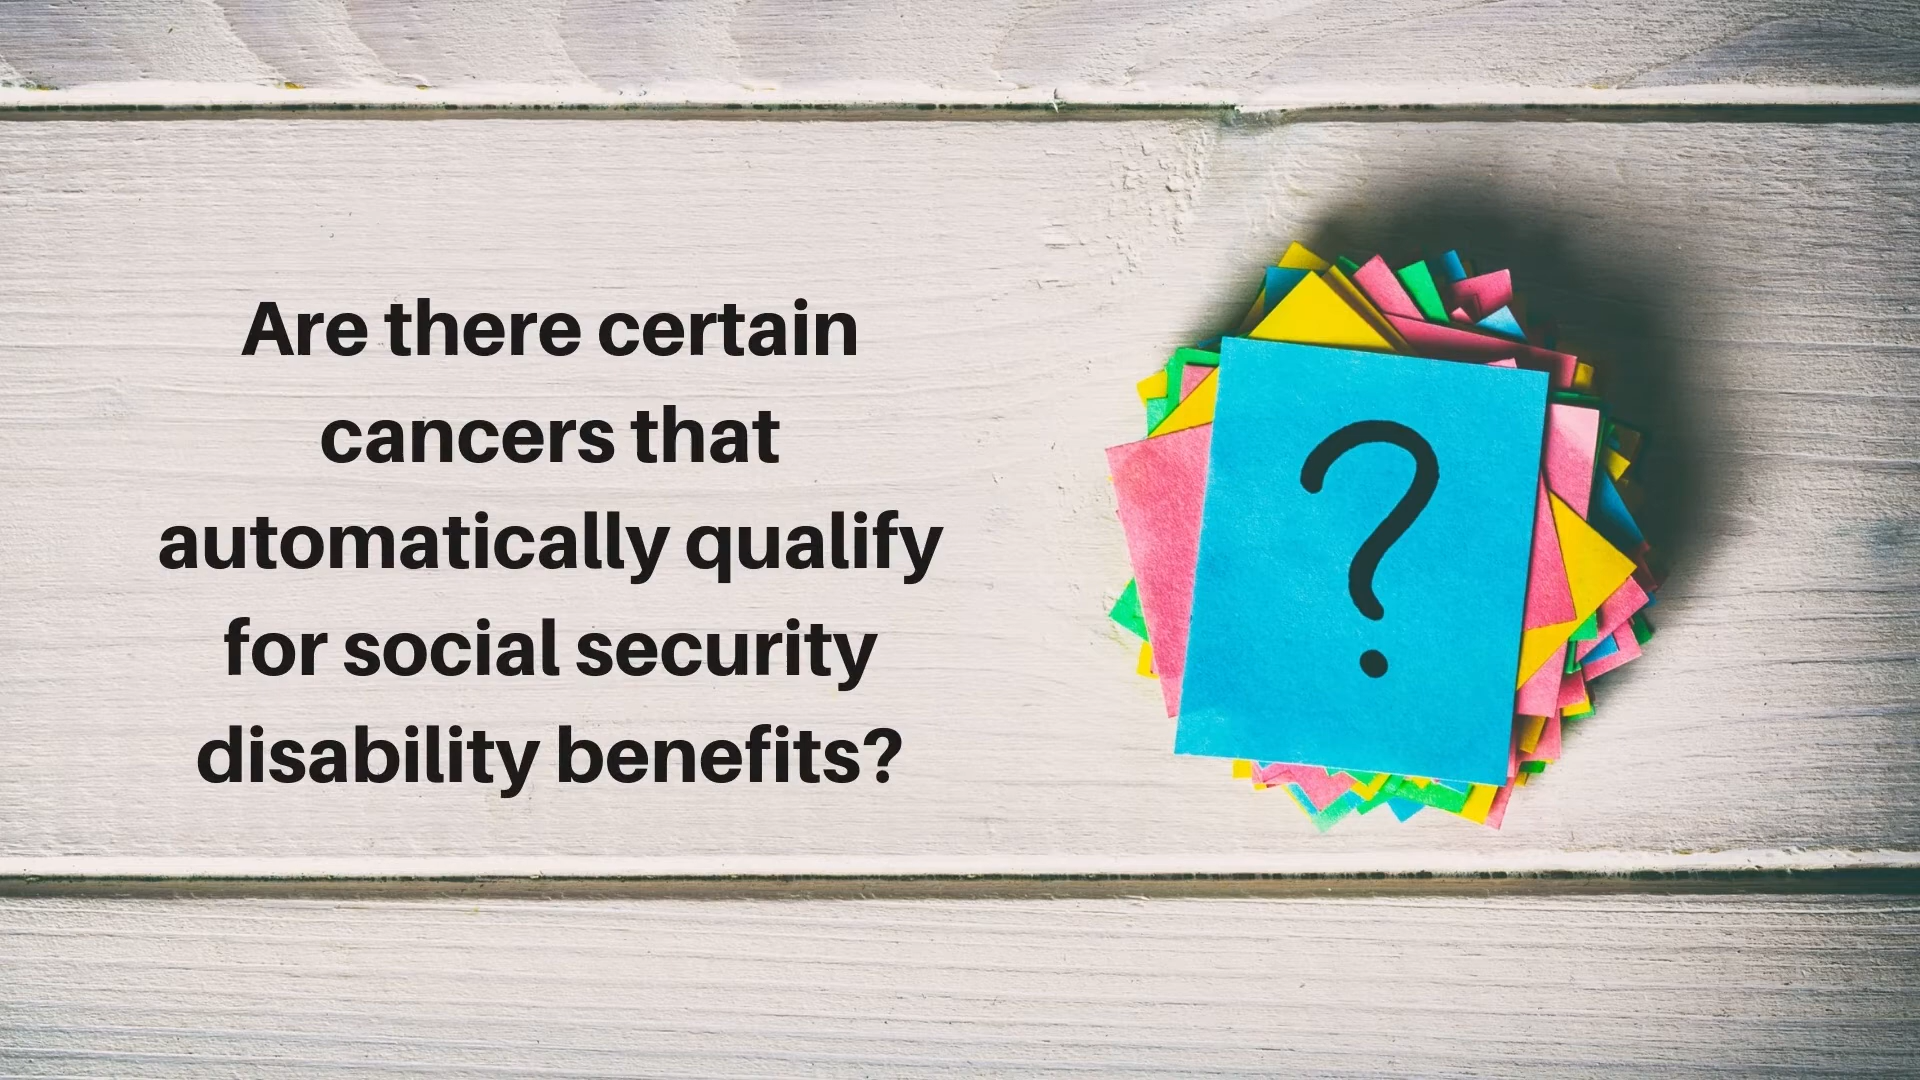 Are there certain
cancers that
automatically qualify
for social security
disability benefits?
?